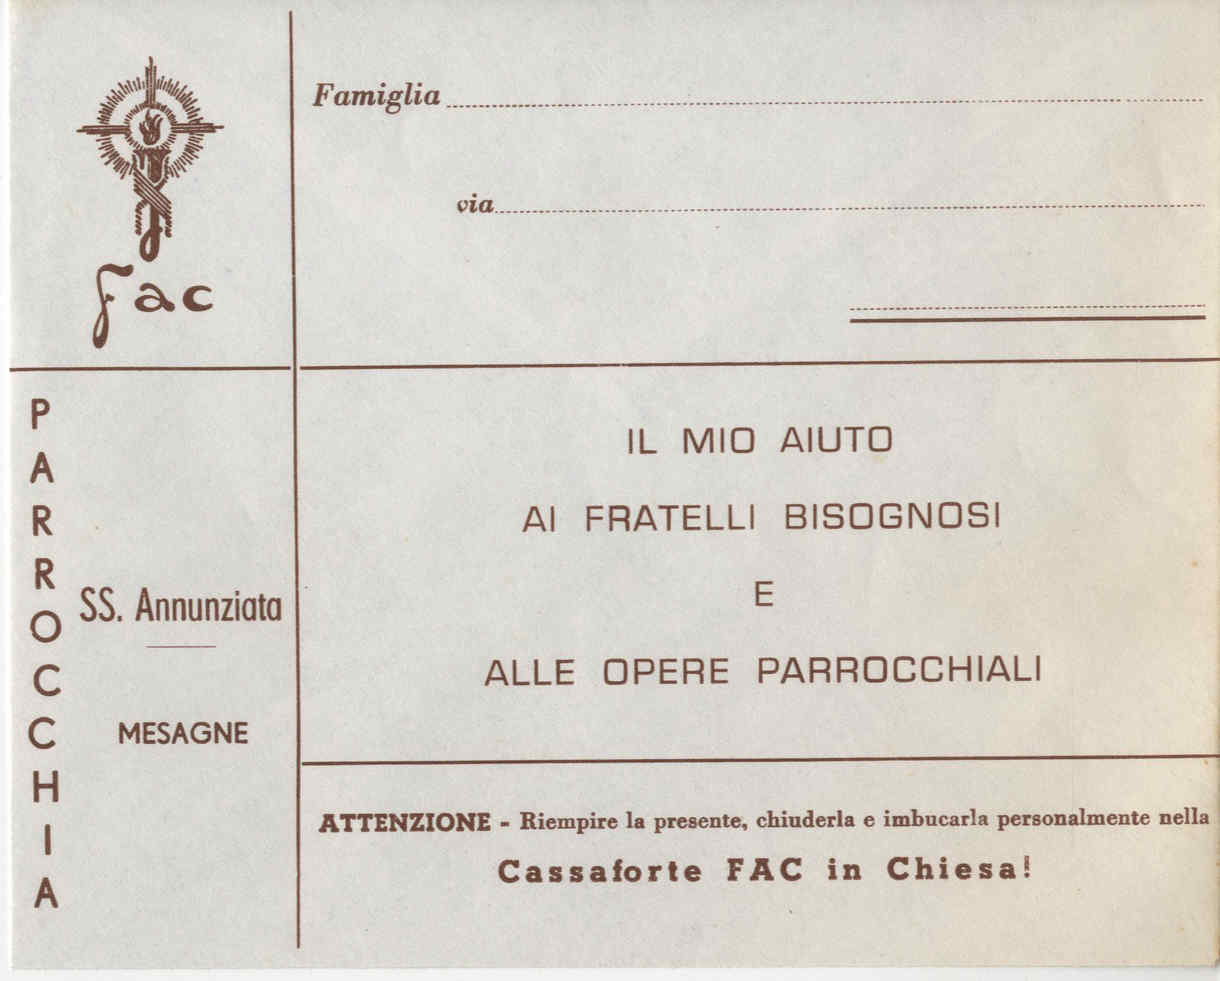 Fac
Famiglia
via
PARROCCHIA
SS. Annunziata
MESAGNE
IL MIO AIUTO
AI FRATELLI BISOGNOSI
E
ALLE OPERE PARROCCHIALI
ATTENZIONE - Riempire la presente, chiuderla e imbucarla personalmente nella
Cassaforte FAC in Chiesa!